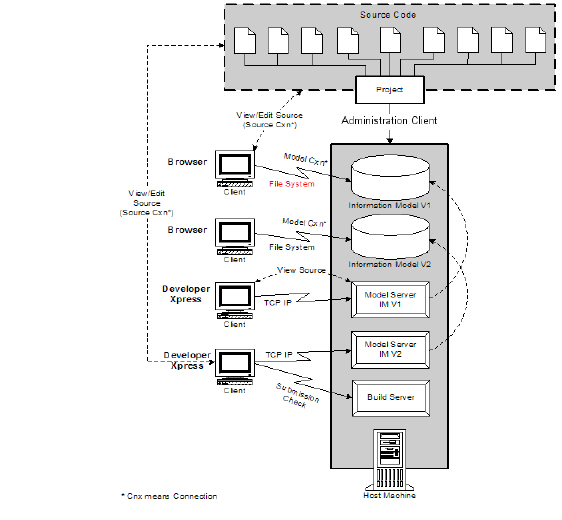 Source Code
Project
View/Edit Source
(Source Cxn*)
Administration Client
Browser
Model Cxn*
File System
Client
Information Model V1
View/Edit
Source
(Source Cxn*)
Browser
Model Cxn*
File System
Client
Information Model V2
View Source
Developer
Xpress
TCP IP
Client
Model Server
IM V1
Developer
Xpress
TCP IP
Client
Model Server
IM V2
Submission
Check
Build Server
Host Machine
* Cnx means Connection